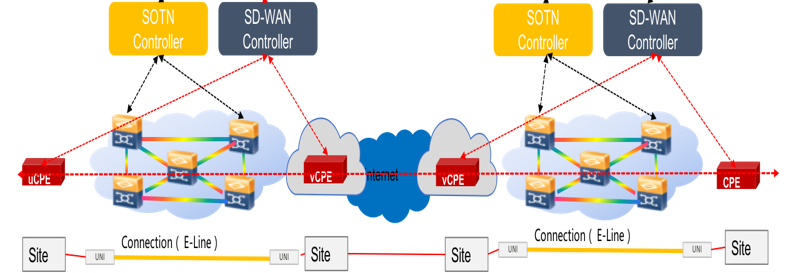 SOTN
Controller
SD-WAN
Controller
SOTN
Controller
SD-WAN
Controller
uCPE
vCPE
Internet
vCPE
CPE
Site
UNI
Connection ( E-Line )
UNI
Site
Site
UNI
Connection ( E-Line )
UNI
Site